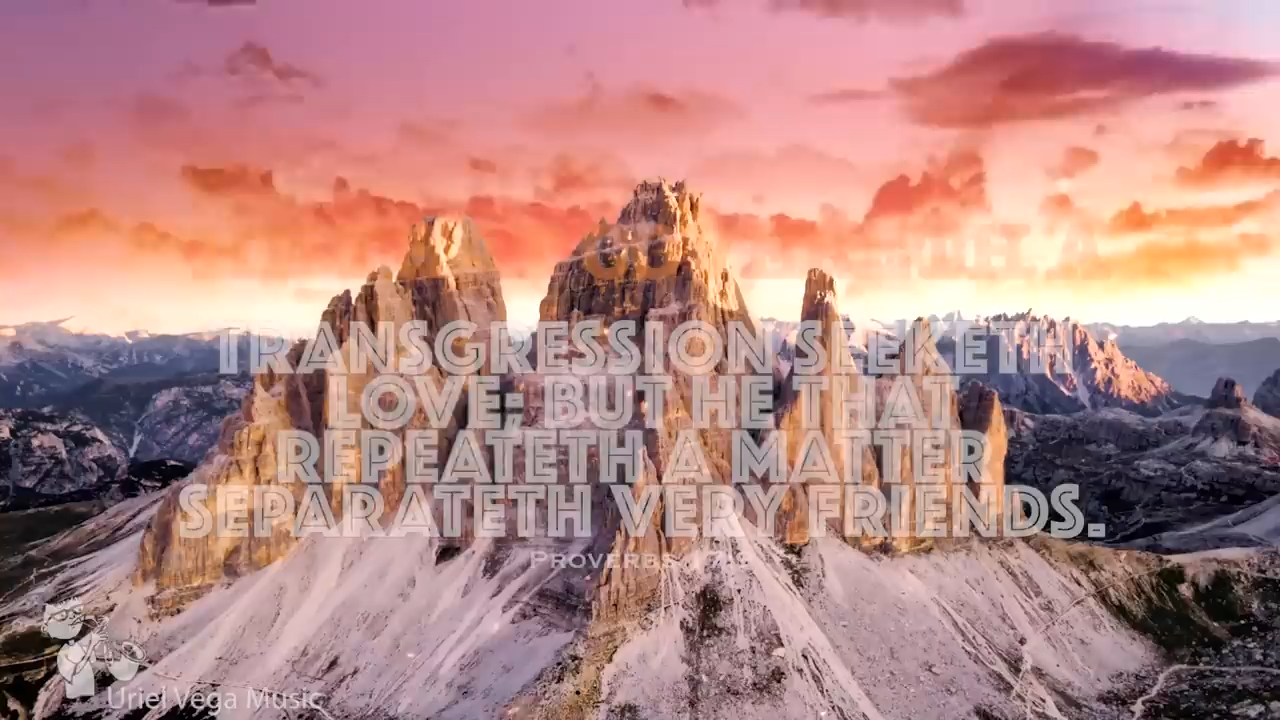 TRANSGRESSION SEEKETH
LOVE; BUT HE THAT
REPEATETH A MATTER
SEPARATETH VERY FRIENDS.
Proverbs
Uriel Vega Music